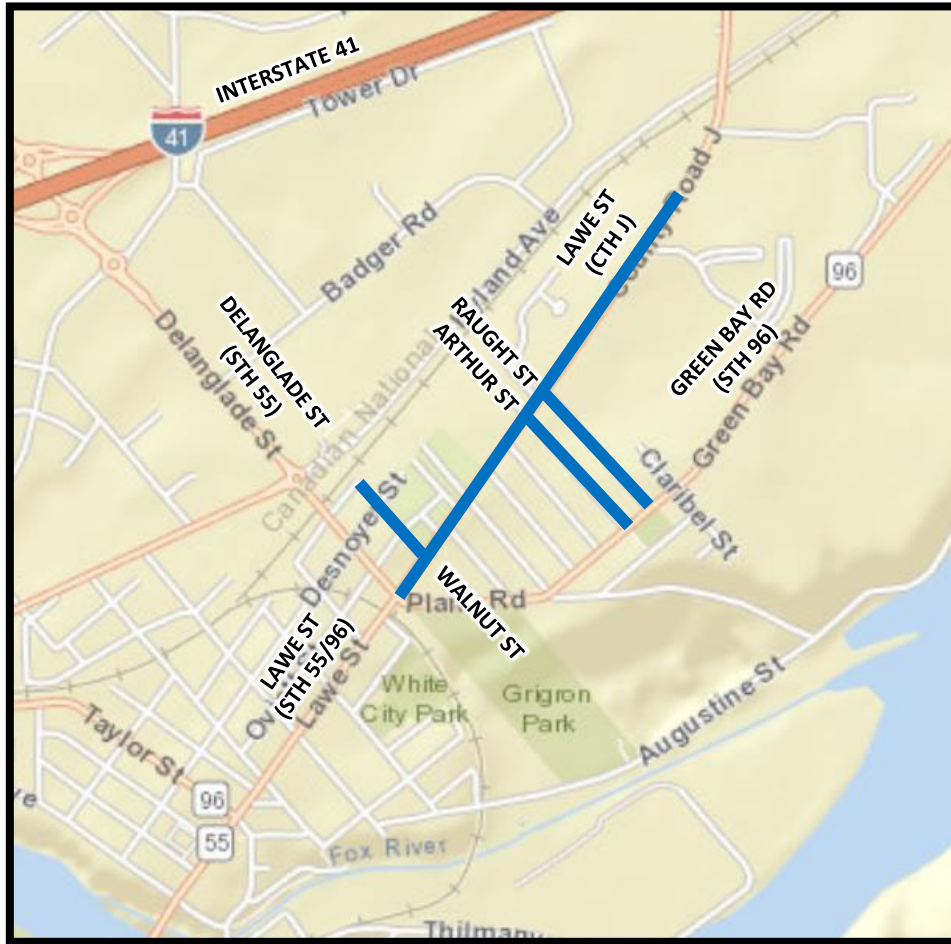 INTERSTATE 41
Tower Dr
41
LAWE ST
(CTH J)
County Road J
Badger Rd
96
GREEN BAY RD
(STH 96)
Green Bay Rd
DELANGLADE ST
(STH 55)
Delanglade St
RAUGHT ST
ARTHUR ST
Canadian National
Claribel St
Desnoyer St
WALNUT ST
Rd
LAWE ST
(STH 55/96)
Lawe St
White
City Park
Grigron
Park
Augustine St
Taylor St
96
55
Fox River
Thilmany